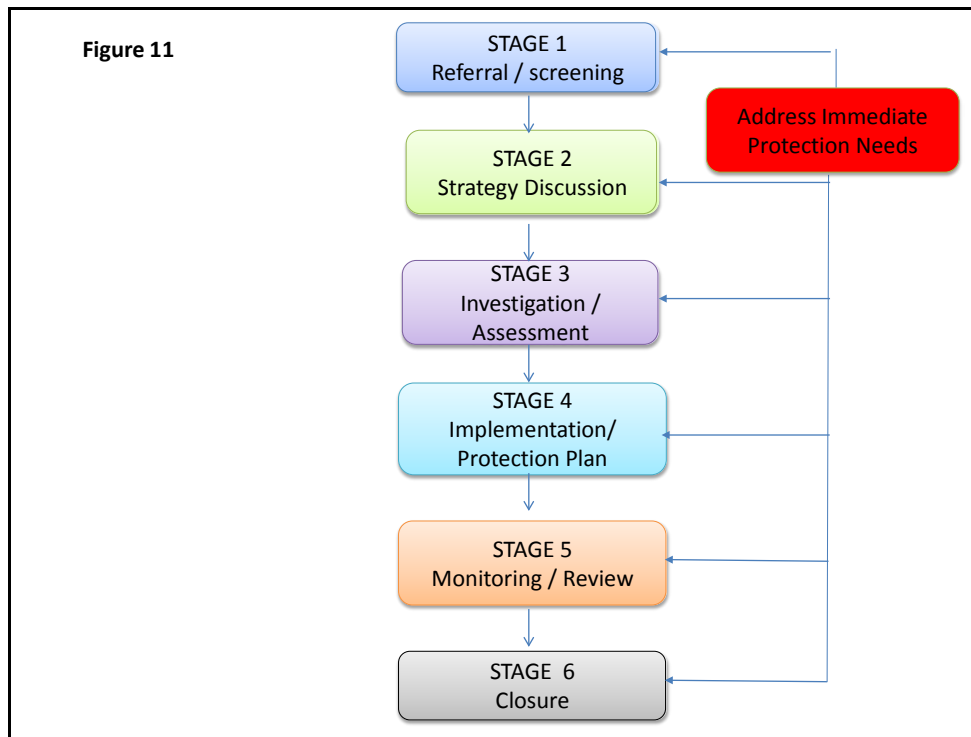 Figure 11
STAGE 1
Referral / screening
Address Immediate
Protection Needs
STAGE 2
Strategy Discussion
STAGE 3
Investigation /
Assessment
STAGE 4
Implementation/
Protection Plan
STAGE 5
Monitoring / Review
STAGE 6
Closure